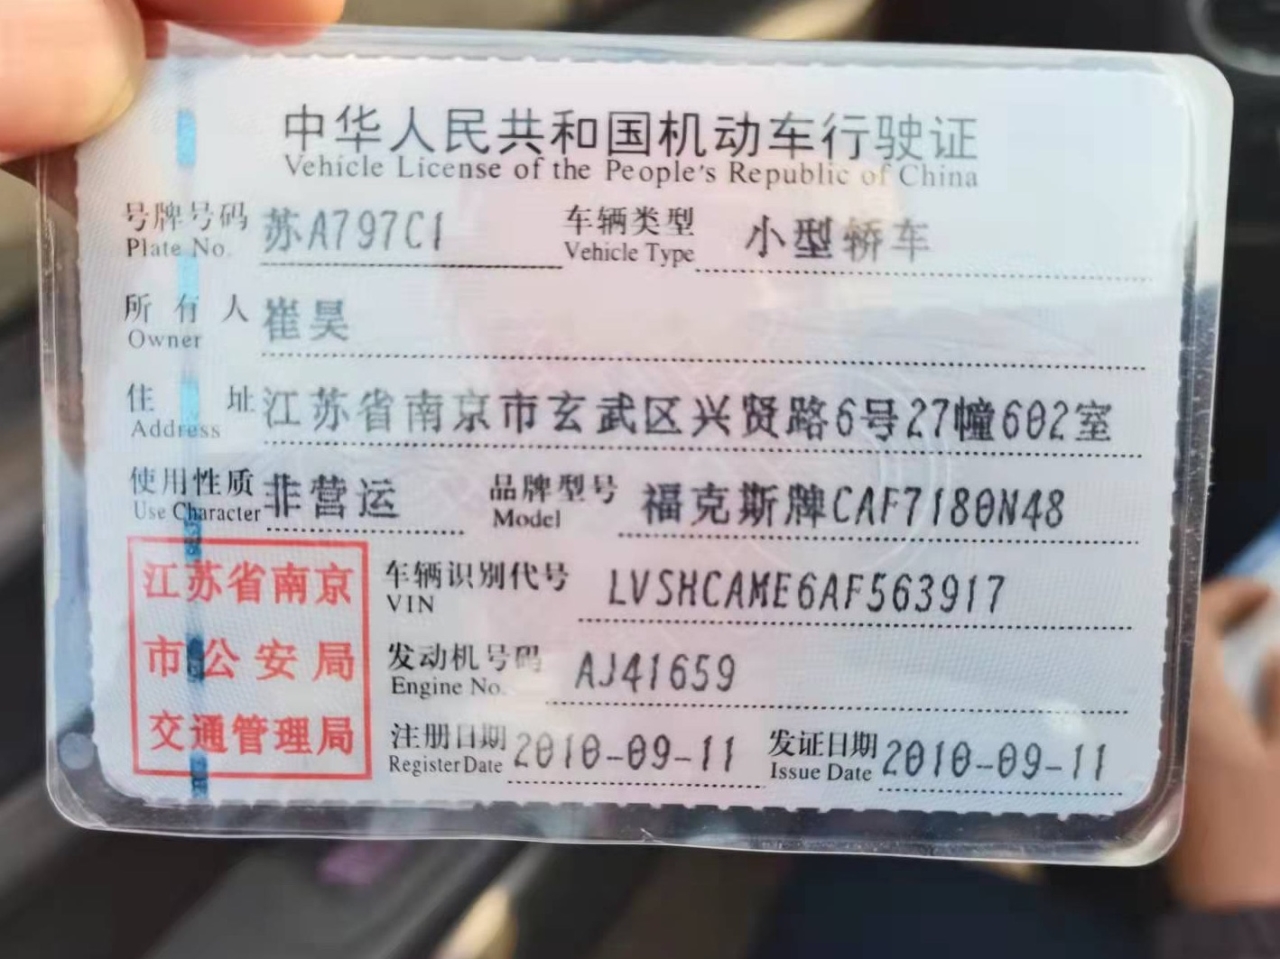 中华人民共和国机动车行驶证
Vehicle License of the People's Republic of China
号牌号码 苏A797C1 车辆类型 小型轿车
Plate No. Vehicle Type
所有人 崔昊
Owner
住址 江苏省南京市玄武区兴贤路6号27幢602室
Address
使用性质 非营运 品牌型号 福克斯牌CAF7180N48
Use Character Model
江苏省南京
市公安局
交通管理局
车辆识别代号 LVSHCAME6AF563917
VIN
发动机号码 AJ41659
Engine No.
注册日期 2010-09-11 发证日期 2010-09-11
Register Date Issue Date